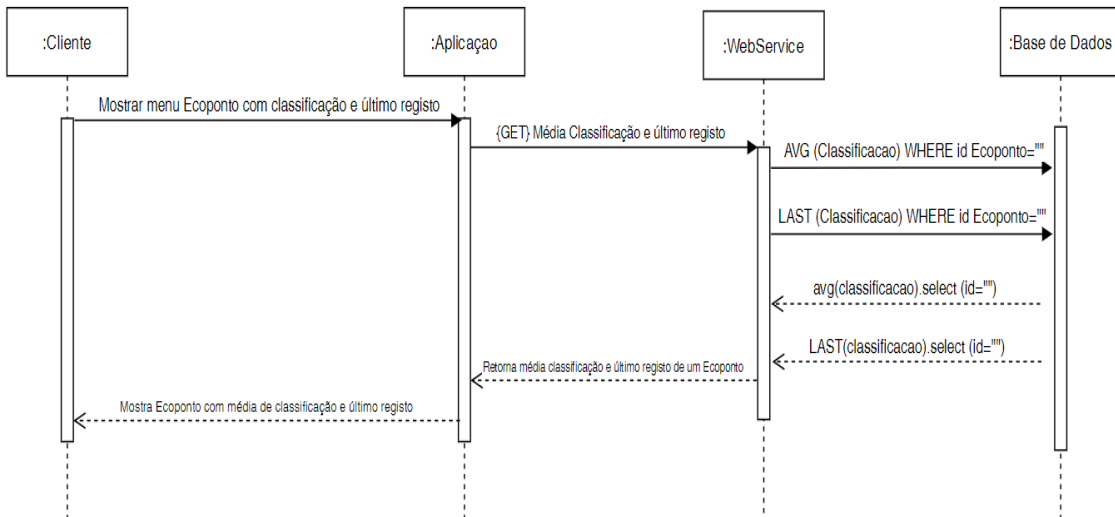 :Cliente
:Aplicaçao
:WebService
:Base de Dados
Mostrar menu Ecoponto com classificação e último registo
{GET} Média Classificação e último registo
AVG (Classificacao) WHERE id Ecoponto=""
LAST (Classificacao) WHERE id Ecoponto=""
avg(classificacao).select (id="")
LAST(classificacao).select (id="")
Retorna média classificação e último registo de um Ecoponto
Mostra Ecoponto com média de classificação e último registo